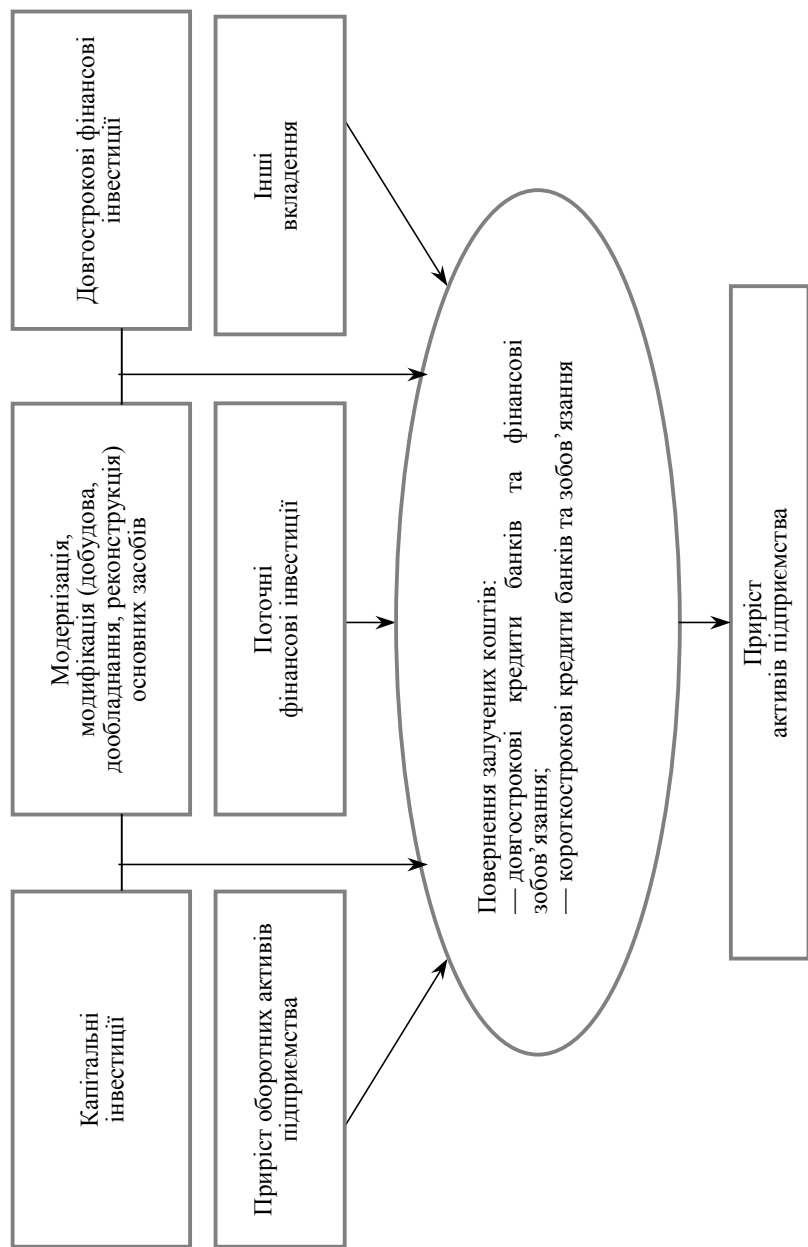 Капітальні
інвестиції
Модернізація,
модифікація (добудова,
дообладнання, реконструкція)
основних засобів
Довгострокові фінансові
інвестиції
Приріст оборотних активів
підприємства
Поточні
фінансові інвестиції
Інші
вкладення
Повернення залучених коштів:
— довгострокові кредити банків та фінансові
зобов’язання;
— короткострокові кредити банків та зобов’язання
Приріст
активів підприємства